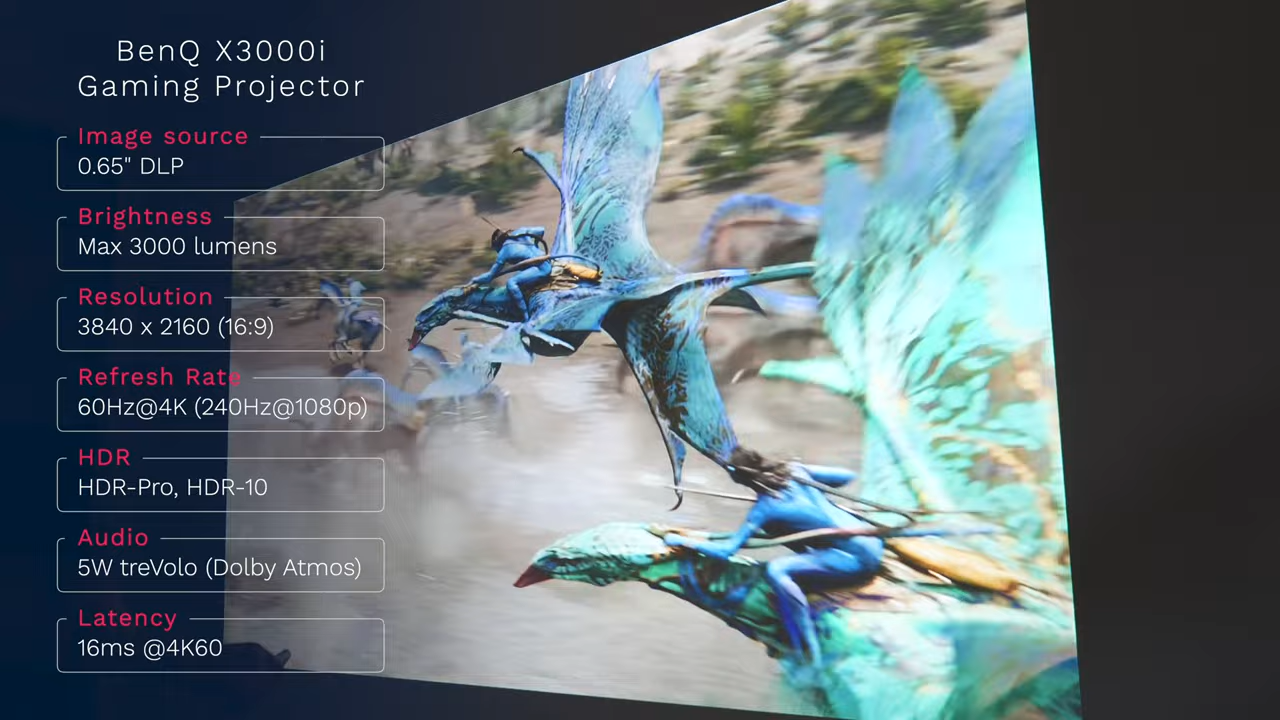 BenQ X3000i
Gaming Projector
Image source
0.65" DLP
Brightness
Max 3000 lumens
Resolution
3840 x 2160 (16:9)
Refresh Rate
60Hz@4K (240Hz@1080p)
HDR
HDR-Pro, HDR-10
Audio
5W treVolo (Dolby Atmos)
Latency
16ms @4K60